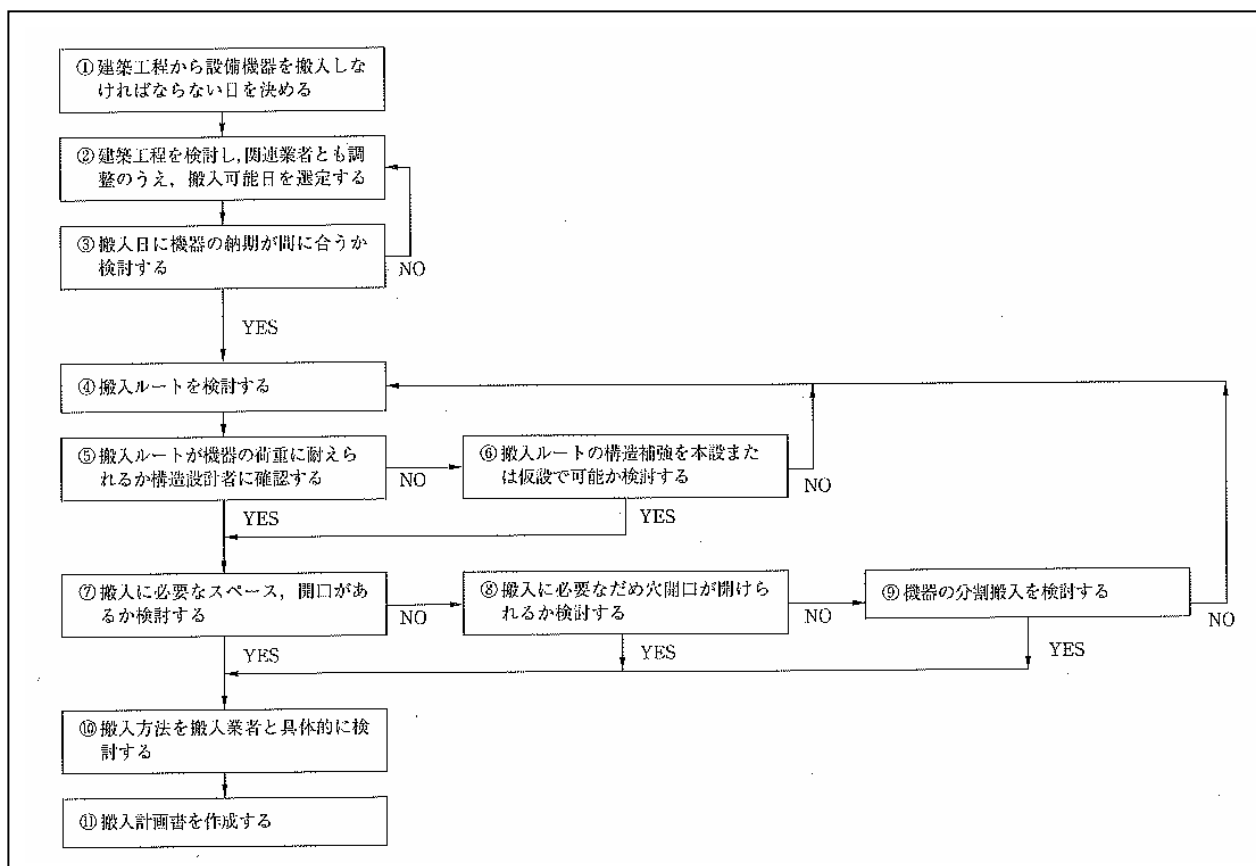 ①建築工程から設備機器を搬入しな
ければならない日を決める
②建築工程を検討し,関連業者とも調
整のうえ，搬入可能日を選定する
③搬入日に機器の納期が間に合うか
検討する
NO
YES
④搬入ルートを検討する
⑤搬入ルートが機器の荷重に耐えら
れるか構造設計者に確認する
NO
⑥搬入ルートの構造補強を本設また
は仮設で可能か検討する
NO
YES
YES
⑦搬入に必要なスペース，開口があ
るか検討する
NO
⑧搬入に必要なだめ穴開口が開けら
れるか検討する
NO
⑨機器の分割搬入を検討する
NO
YES
YES
YES
⑩搬入方法を搬入業者と具体的に検
討する
⑪搬入計画書を作成する